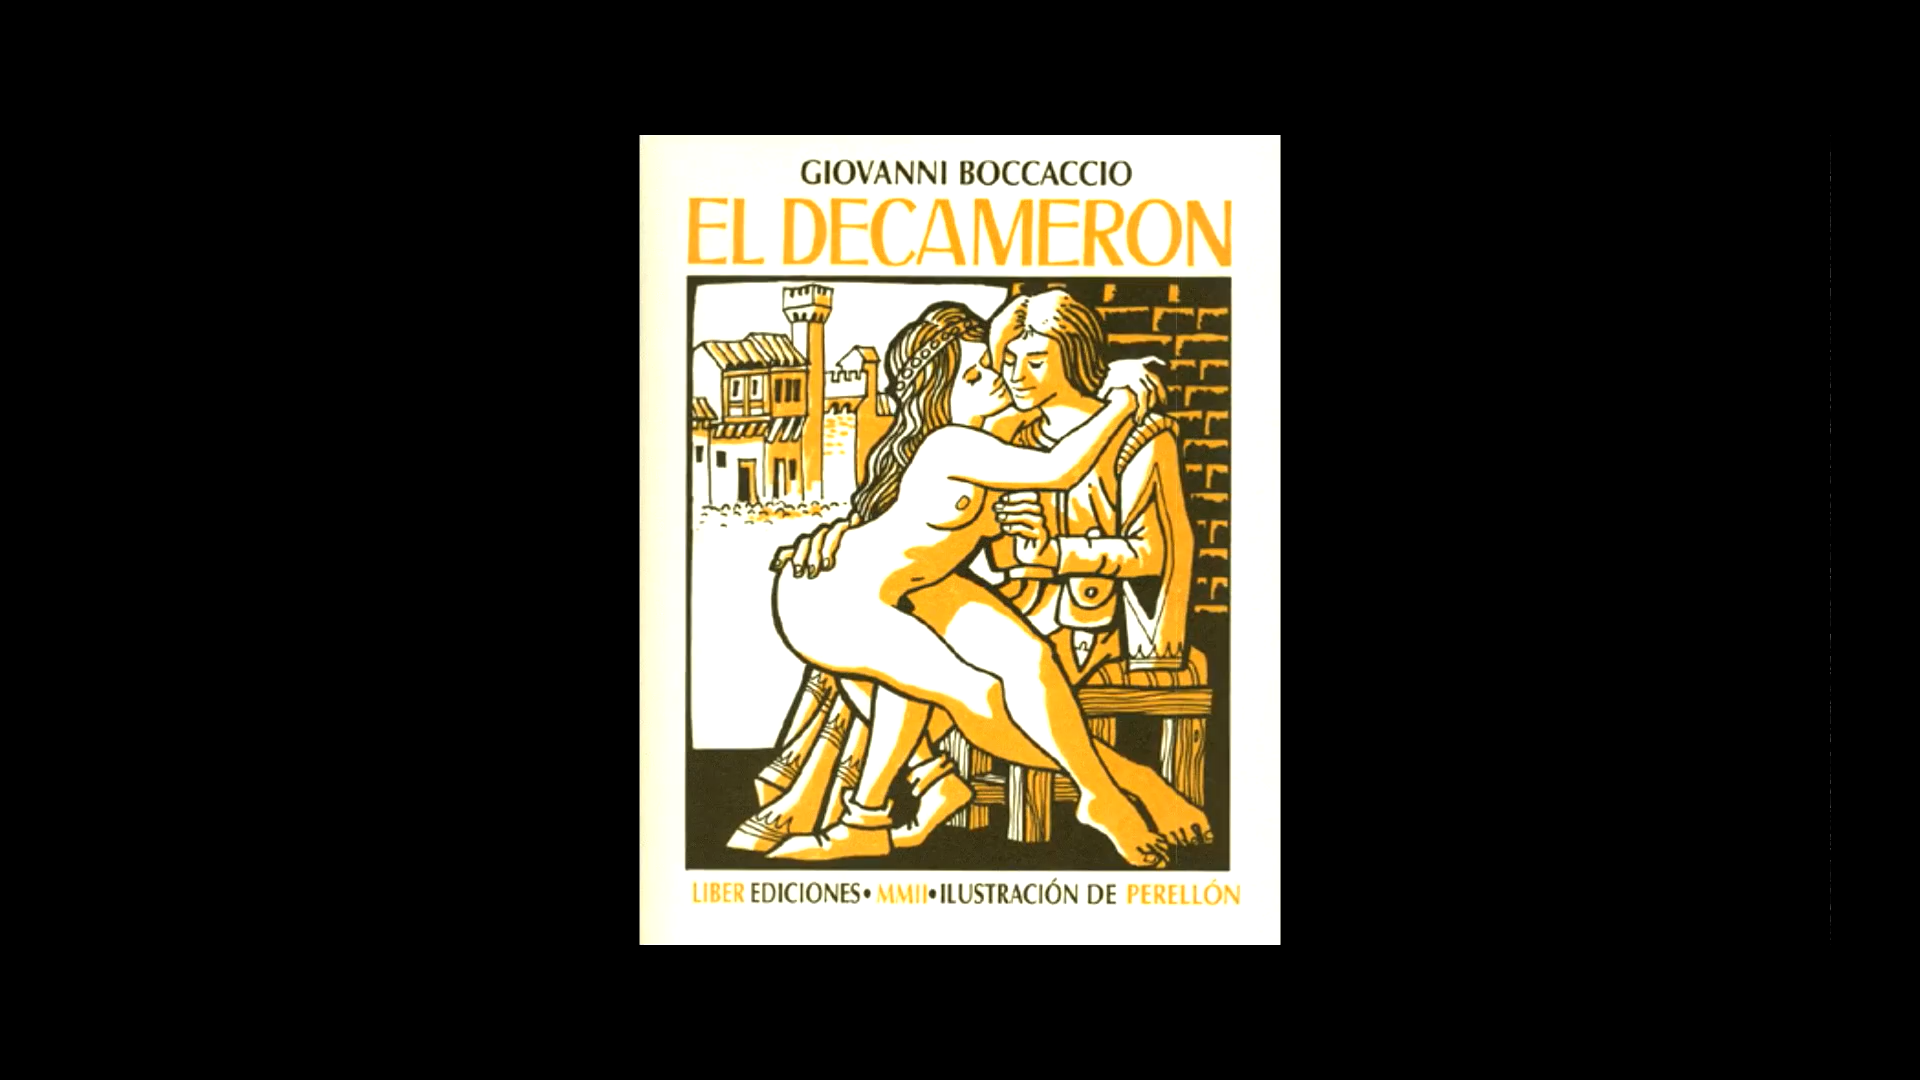 GIOVANNI BOCCACCIO
EL DECAMERON
LIBER EDICIONES • MMII • ILUSTRACIÓN DE PERELLÓN